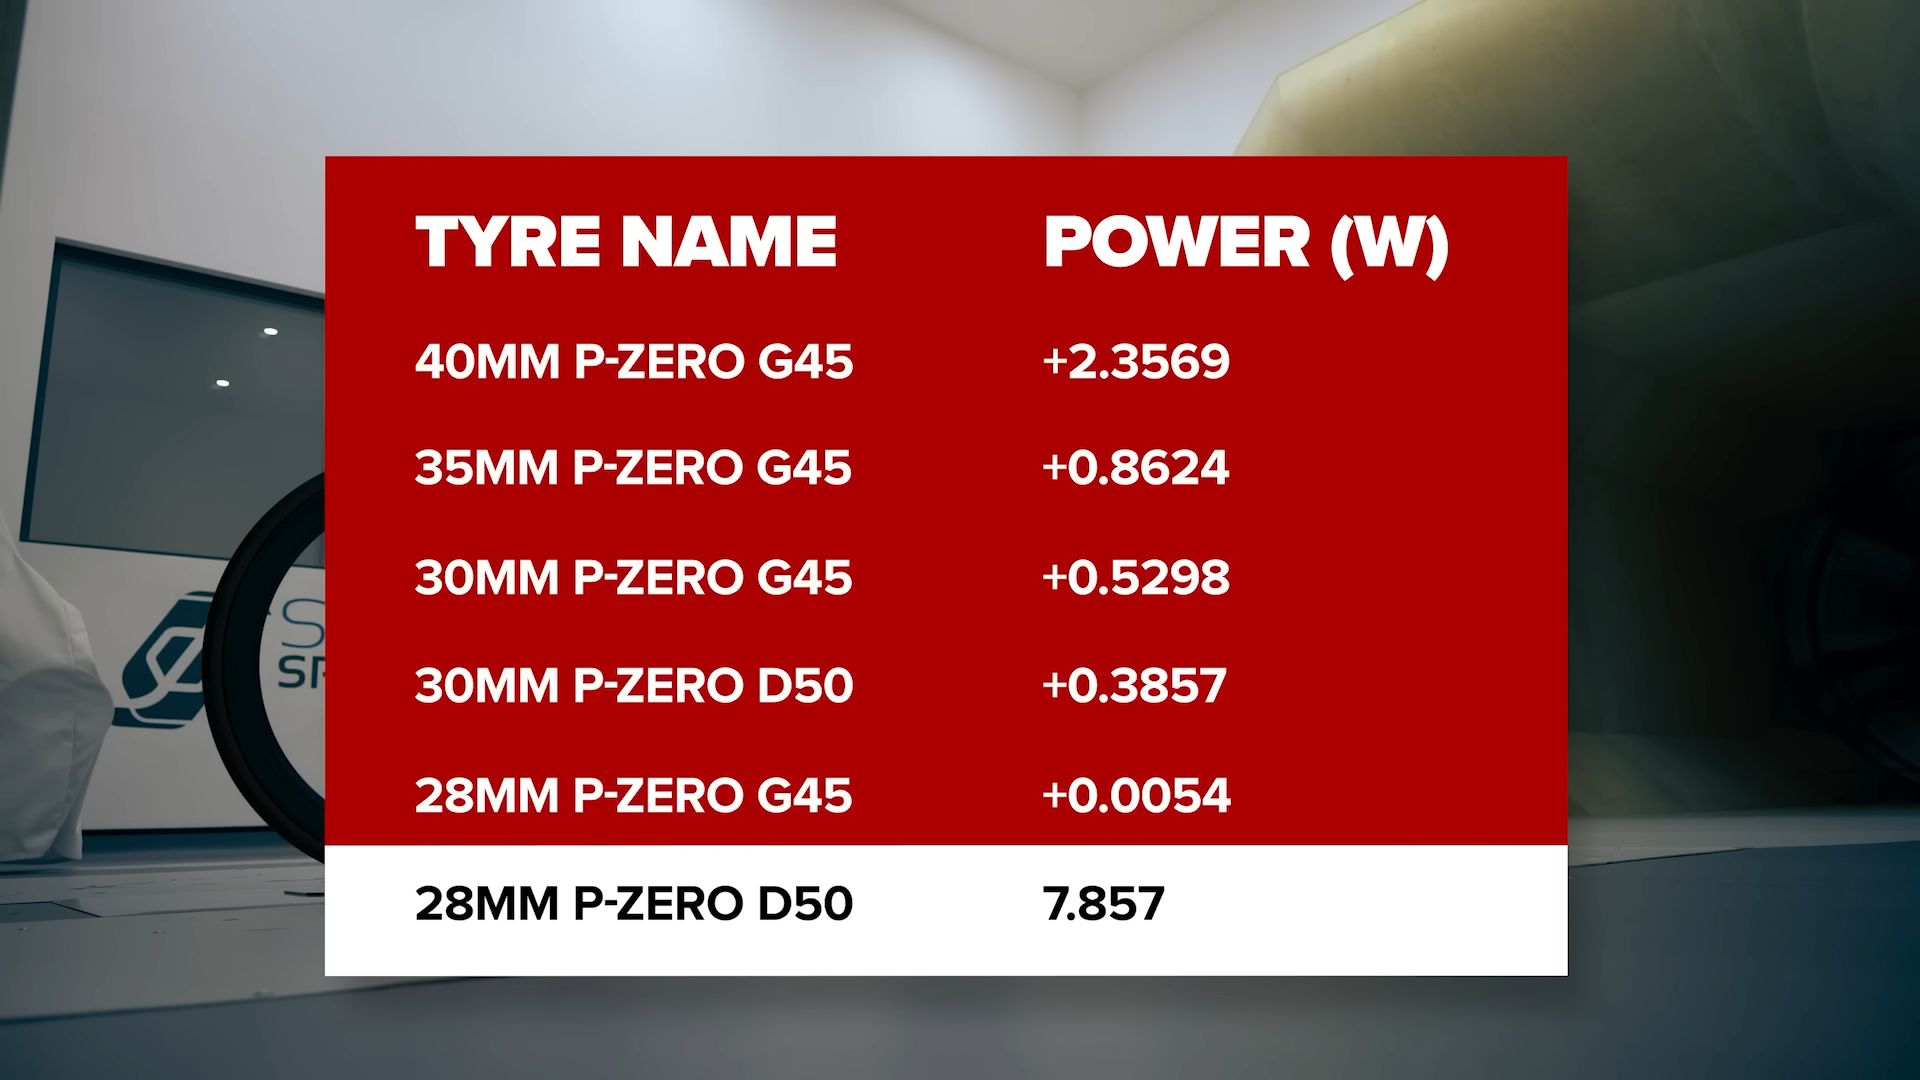 TYRE NAME POWER (W)
40MM P-ZERO G45 +2.3569
35MM P-ZERO G45 +0.8624
30MM P-ZERO G45 +0.5298
30MM P-ZERO D50 +0.3857
28MM P-ZERO G45 +0.0054
28MM P-ZERO D50 7.857